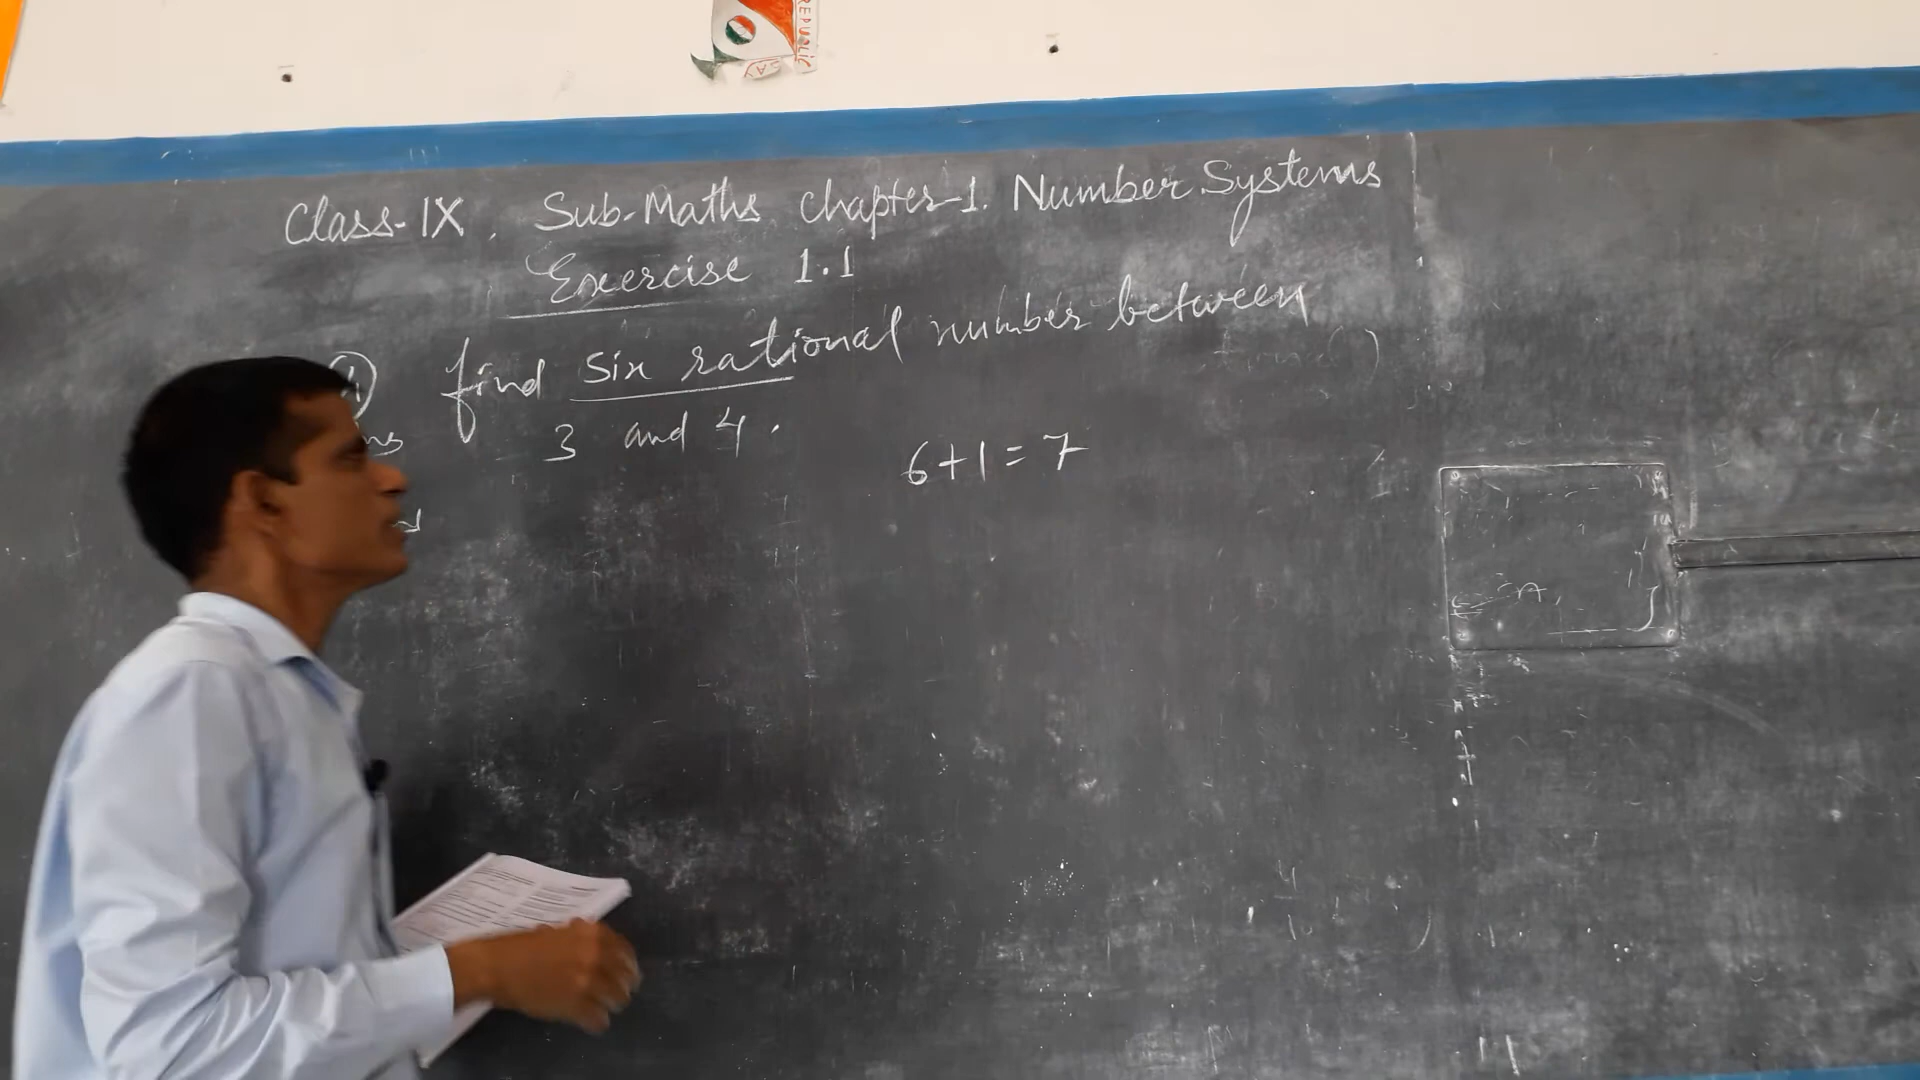 REPUBLIC
Class-IX. Sub-Maths Chapter-1. Number Systems
Exercise 1.1
find six rational number between
3 and 4.
6+1=7